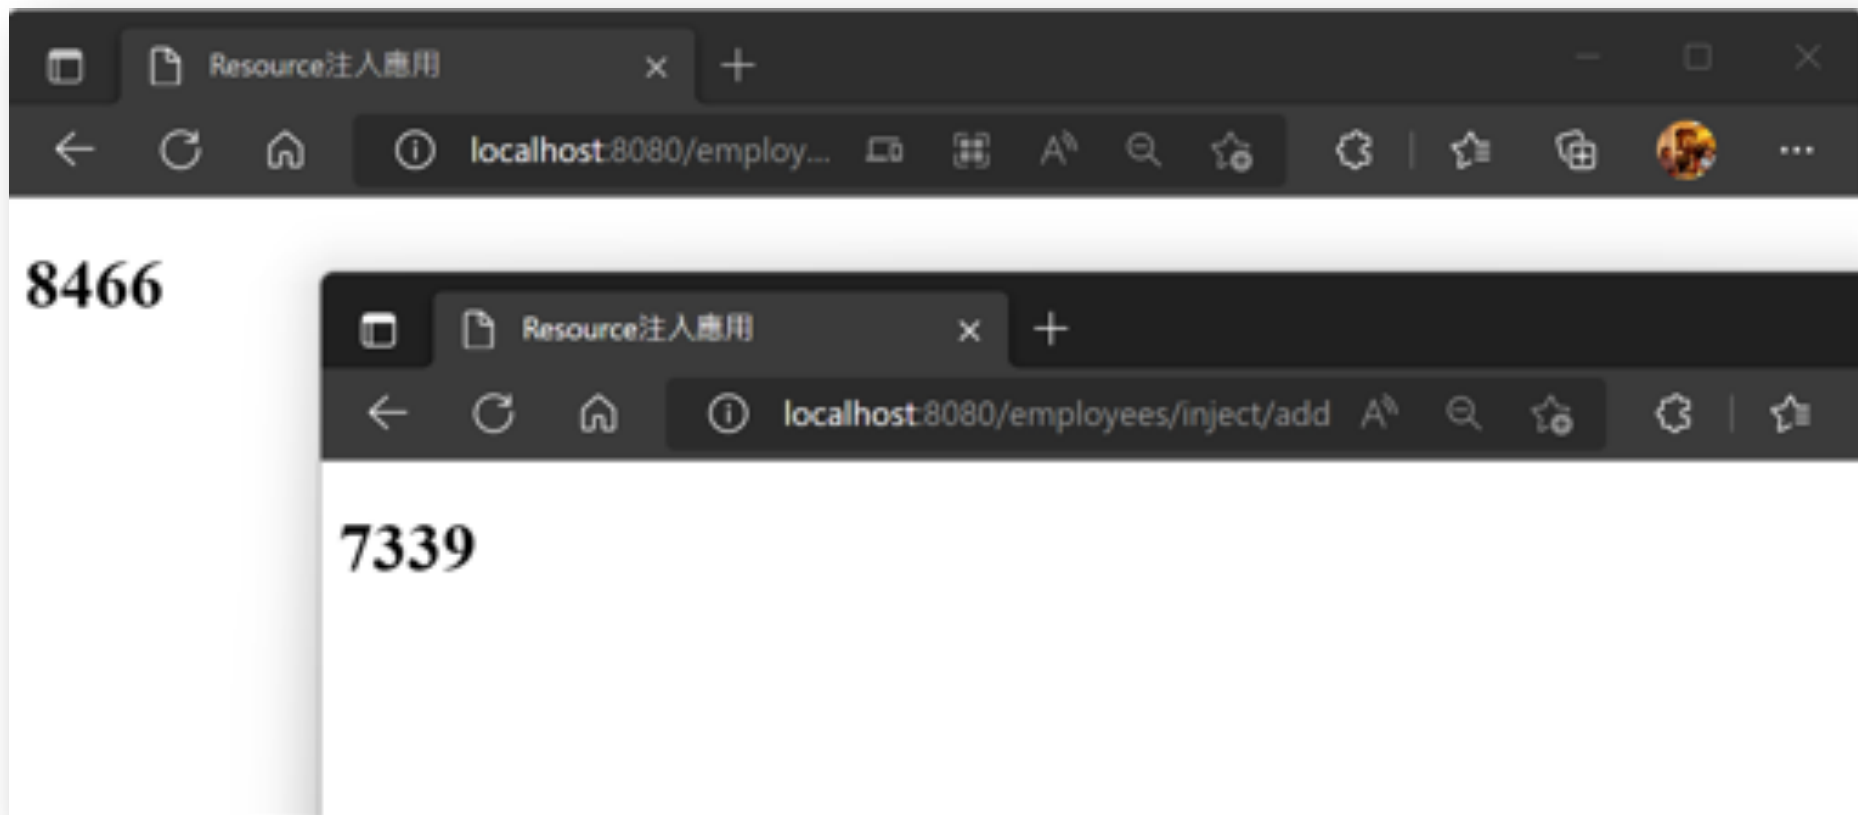 Resource注入應用
localhost:8080/employ...
8466
Resource注入應用
localhost:8080/employees/inject/add
7339